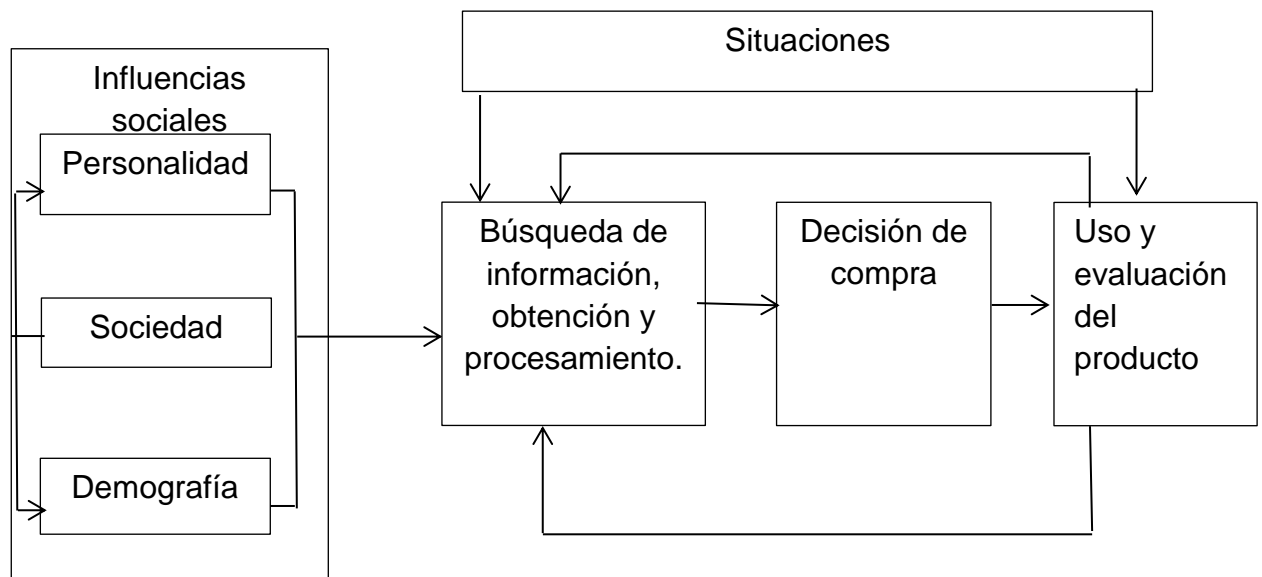 Situaciones
Influencias
sociales
Personalidad
Sociedad
Demografía
Búsqueda de
información,
obtención y
procesamiento.
Decisión de
compra
Uso y
evaluación
del
producto